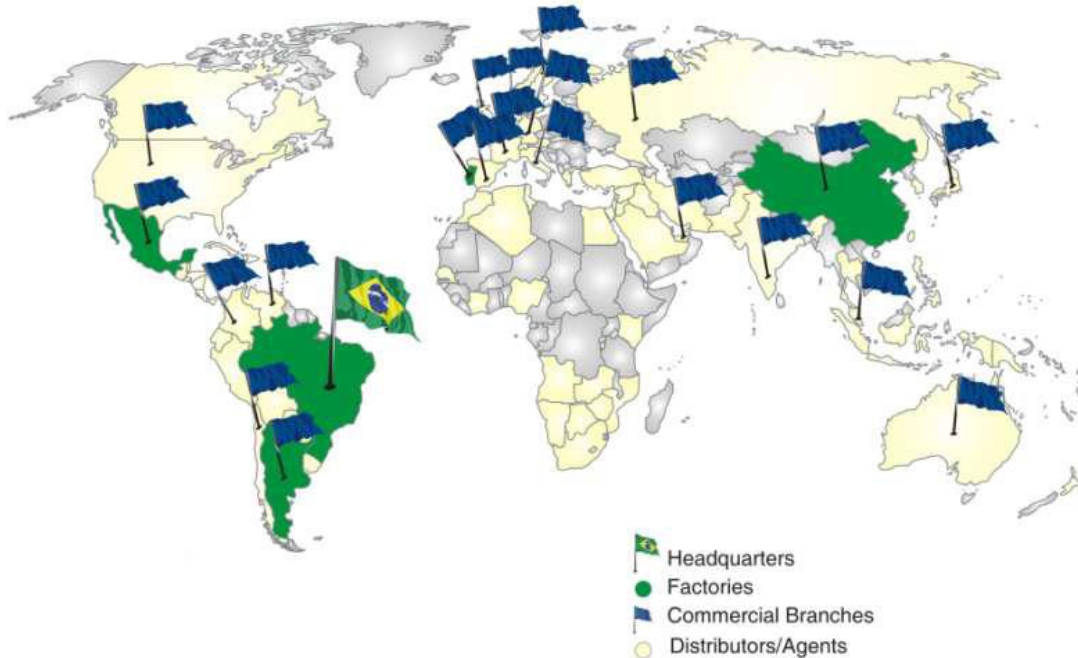 Headquarters
Factories
Commercial Branches
Distributors/Agents